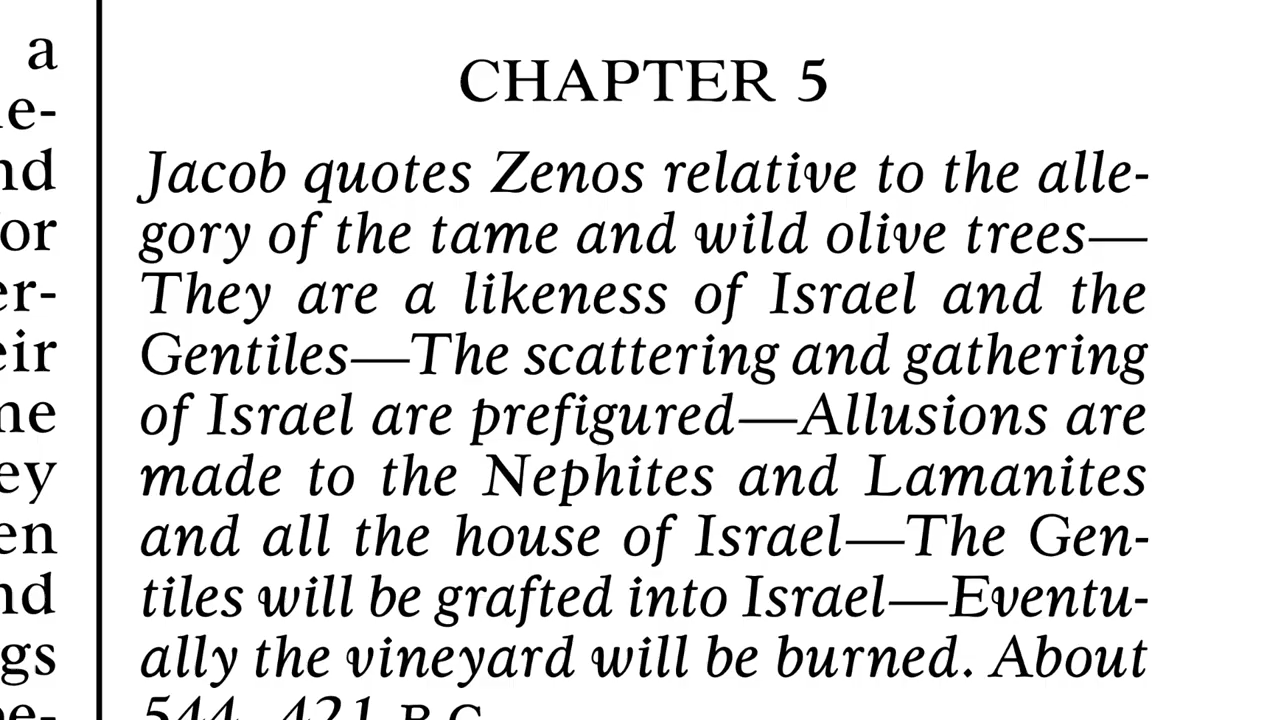 a
CHAPTER 5
Jacob quotes Zenos relative to the alle-
gory of the tame and wild olive trees—
They are a likeness of Israel and the
Gentiles—The scattering and gathering
of Israel are prefigured—Allusions are
made to the Nephites and Lamanites
and all the house of Israel—The Gen-
tiles will be grafted into Israel—Eventu-
ally the vineyard will be burned. About
544–421 B.C.